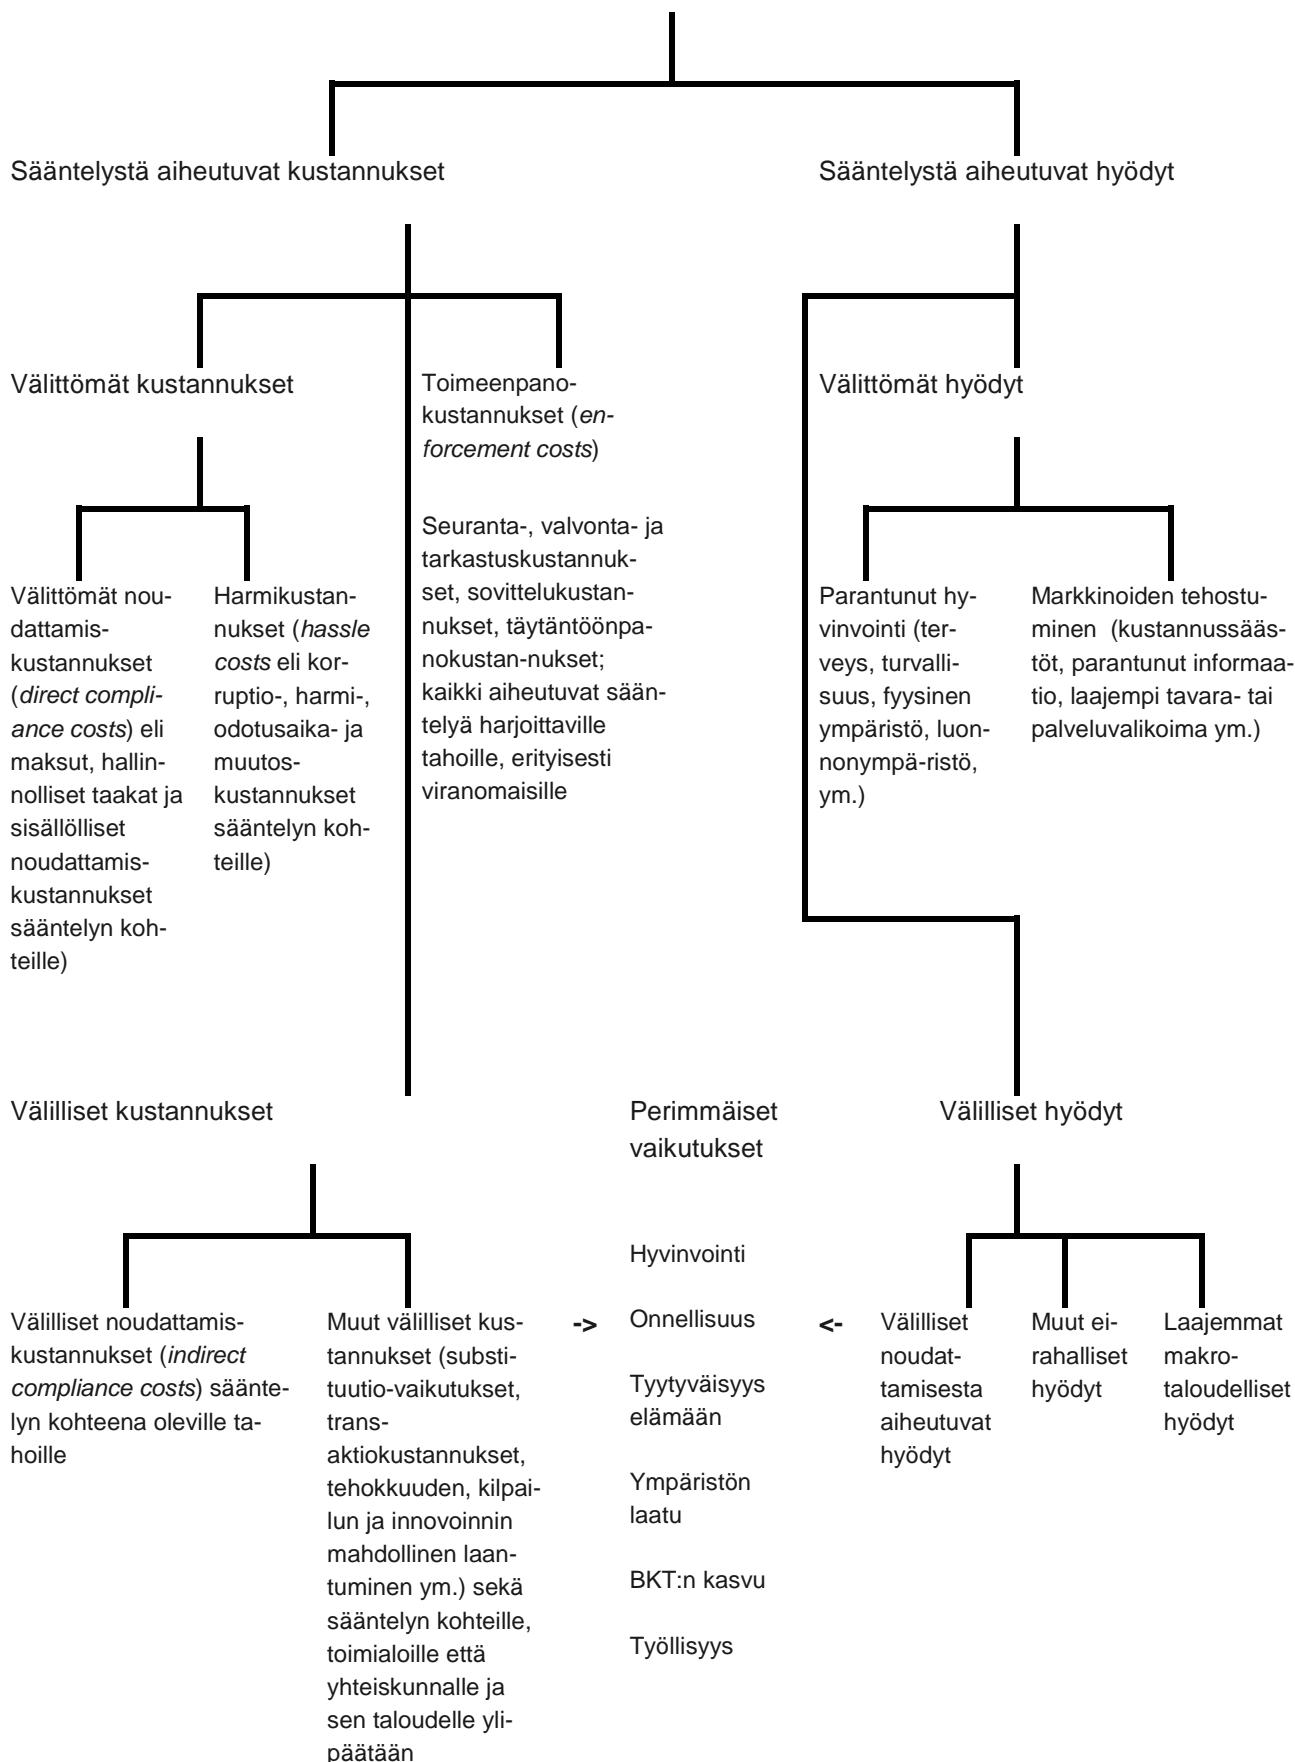 Sääntelystä aiheutuvat kustannukset
Sääntelystä aiheutuvat hyödyt
Välittömät kustannukset
Toimeenpano-
kustannukset (en-
forcement costs)
Seuranta-, valvonta- ja
tarkastuskustannuk-
set, sovittelukustan-
nukset, täytäntöönpa-
nokustan-nukset;
kaikki aiheutuvat sään-
telyä harjoittaville
tahoille, erityisesti
viranomaisille
Välittömät hyödyt
Välittömät nou-
dattamis-
kustannukset
(direct compli-
ance costs) eli
maksut, hallin-
nolliset taakat ja
sisällölliset
noudattamis-
kustannukset
sääntelyn koh-
teille)
Harmikustan-
nukset (hassle
costs eli kor-
ruptio-, harmi-,
odotusaika- ja
muutos-
kustannukset
sääntelyn koh-
teille)
Parantunut hy-
vinvointi (ter-
veys, turvalli-
suus, fyysinen
ympäristö, luon-
nonympä-ristö,
ym.)
Markkinoiden tehostu-
minen (kustannussääs-
töt, parantunut informaa-
tio, laajempi tavara- tai
palveluvalikoima ym.)
Välilliset kustannukset
Perimmäiset
vaikutukset
Välilliset hyödyt
Välilliset noudattamis-
kustannukset (indirect
compliance costs) säänte-
lyn kohteena oleville ta-
hoille
Muut välilliset kus-
tannukset (substi-
tuutio-vaikutukset,
trans-
aktiokustannukset,
tehokkuuden, kilpai-
lun ja innovoinnin
mahdollinen laan-
tuminen ym.) sekä
sääntelyn kohteille,
toimialoille että
yhteiskunnalle ja
sen taloudelle yli-
päätään
->
Hyvinvointi
Onnellisuus
Tyytyväisyys
elämään
Ympäristön
laatu
BKT:n kasvu
Työllisyys
<-
Välilliset
noudat-
tamisesta
aiheutuvat
hyödyt
Muut ei-
rahalliset
hyödyt
Laajemmat
makro-
taloudelliset
hyödyt